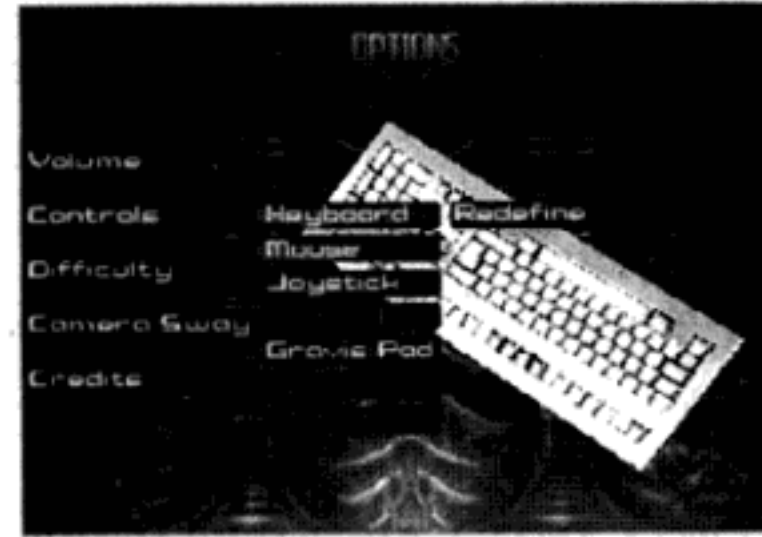 OPTIONS
Volume
Controls Keyboard Redefine
Mouse
Difficulty
Joystick
Camera Sway
Gravis Pad
Credits